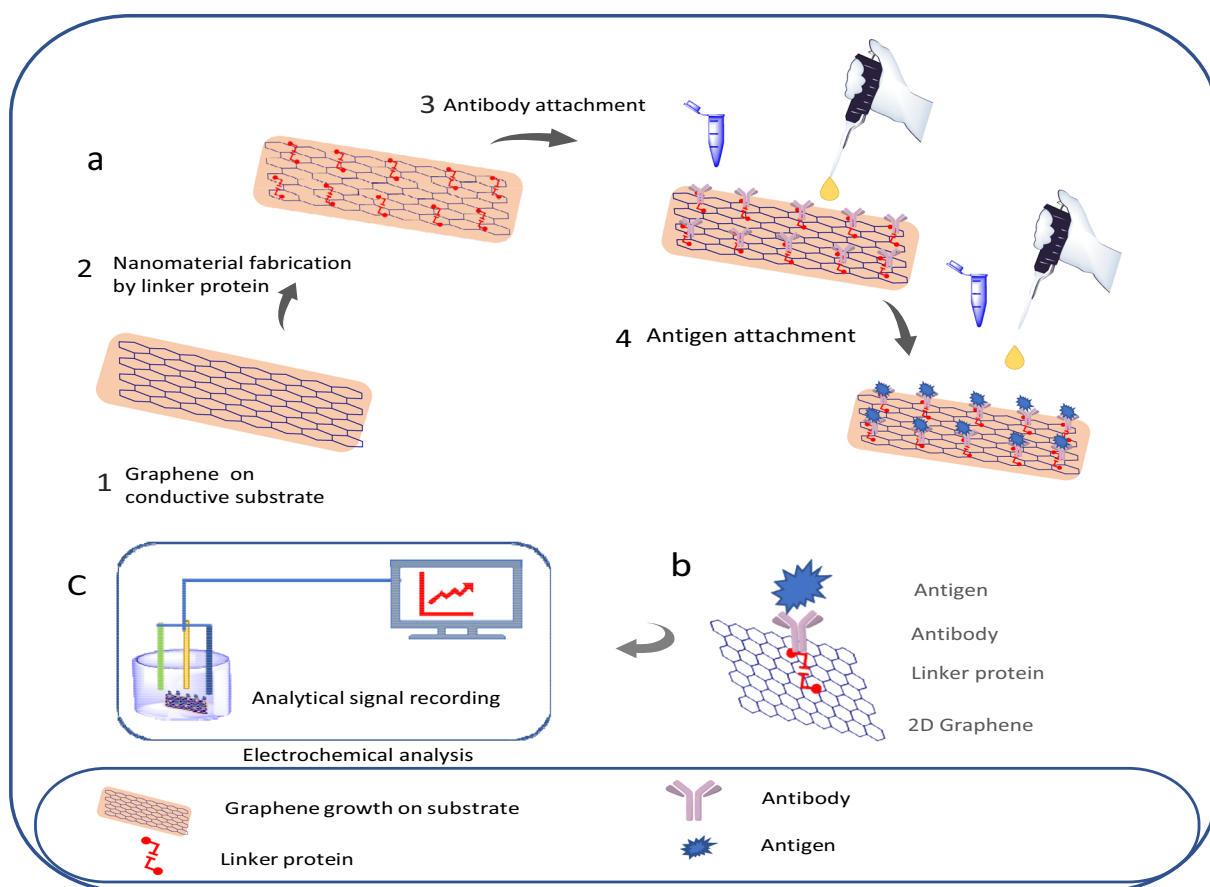 a
3 Antibody attachment
2 Nanomaterial fabrication
by linker protein
4 Antigen attachment
1 Graphene on
conductive substrate
C
Analytical signal recording
Electrochemical analysis
b
Antigen
Antibody
Linker protein
2D Graphene
Graphene growth on substrate
Linker protein
Antibody
Antigen